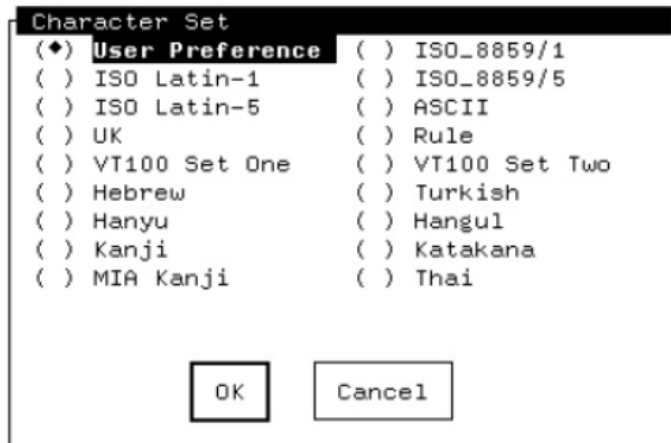 Character Set
(◆) User Preference ( ) ISO_8859/1
( ) ISO Latin-1 ( ) ISO_8859/5
( ) ISO Latin-5 ( ) ASCII
( ) UK ( ) Rule
( ) VT100 Set One ( ) VT100 Set Two
( ) Hebrew ( ) Turkish
( ) Hanyu ( ) Hangul
( ) Kanji ( ) Katakana
( ) MIA Kanji ( ) Thai
OK Cancel